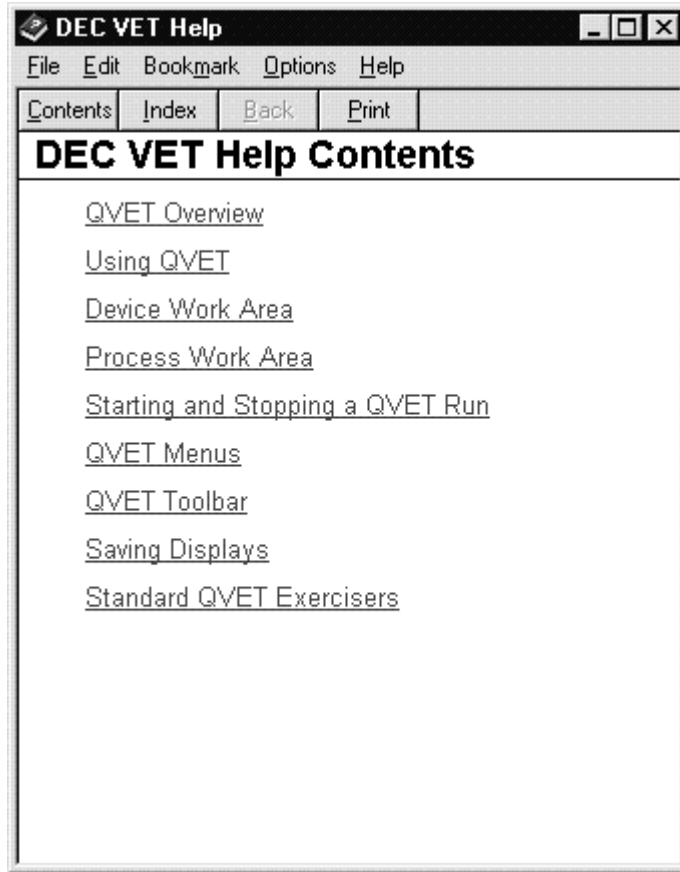 DEC VET Help
File Edit Bookmark Options Help
Contents Index Back Print
DEC VET Help Contents
QVET Overview
Using QVET
Device Work Area
Process Work Area
Starting and Stopping a QVET Run
QVET Menus
QVET Toolbar
Saving Displays
Standard QVET Exercisers